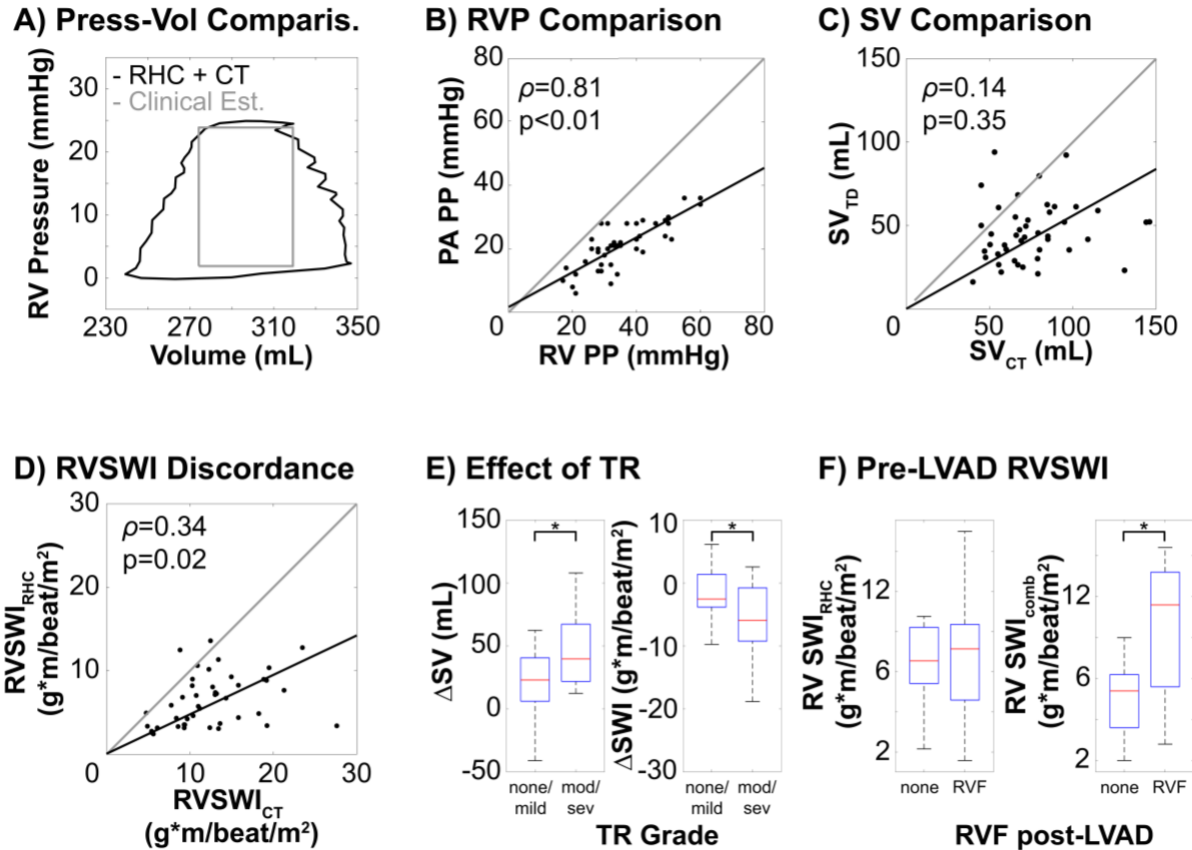 A) Press-Vol Comparis.
RV Pressure (mmHg)
30
20
10
0
- RHC + CT
- Clinical Est.
230 270 310 350
Volume (mL)
B) RVP Comparison
PA PP (mmHg)
80
60
40
20
ρ=0.81
p<0.01
0 20 40 60 80
RV PP (mmHg)
C) SV Comparison
SVTD (mL)
150
100
50
ρ=0.14
p=0.35
0 50 100 150
SVCT (mL)
D) RVSWI Discordance
RVSWIRHC
(g*m/beat/m²)
30
20
10
ρ=0.34
p=0.02
0 10 20 30
RVSWICT
(g*m/beat/m²)
E) Effect of TR
ΔSV (mL)
150
100
50
0
-50
*
none/ mod/
mild sev
ΔSWI (g*m/beat/m²)
10
0
-10
-20
-30
*
none/ mod/
mild sev
TR Grade
F) Pre-LVAD RVSWI
RV SWIRHC
(g*m/beat/m²)
12
6
2
none RVF
RV SWIcomb
(g*m/beat/m²)
12
6
2
*
none RVF
RVF post-LVAD